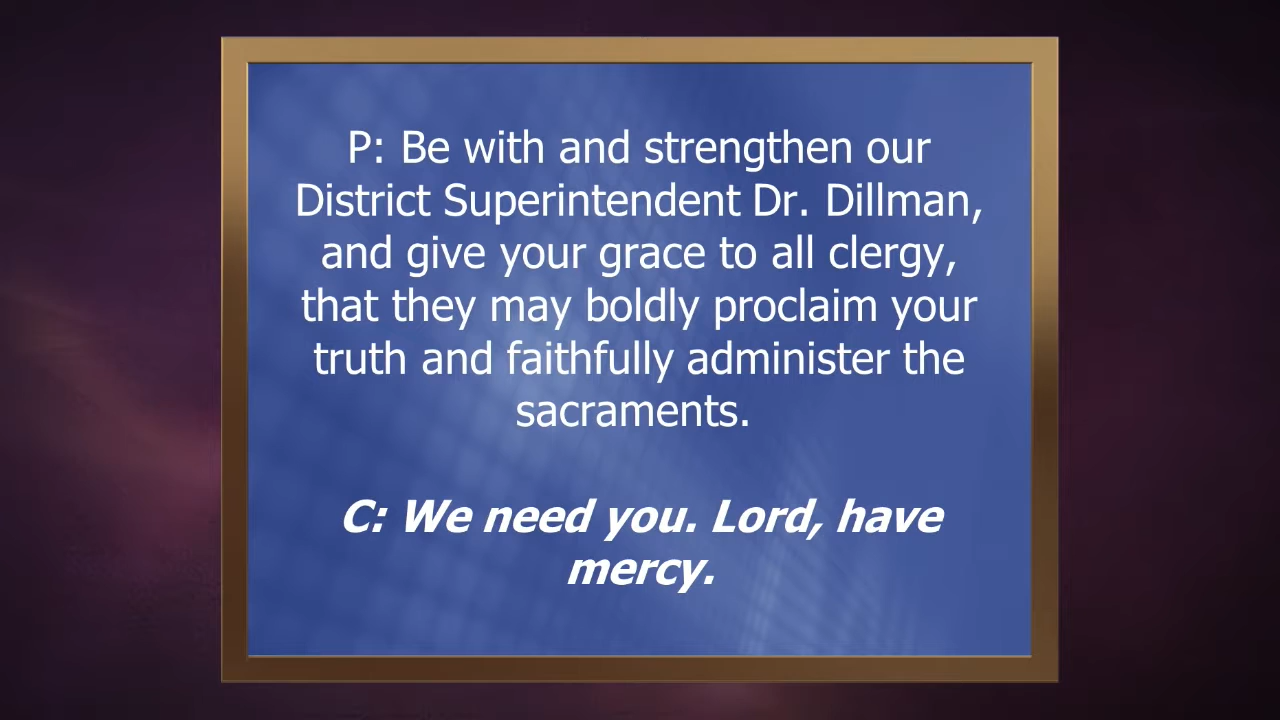 P: Be with and strengthen our
District Superintendent Dr. Dillman,
and give your grace to all clergy,
that they may boldly proclaim your
truth and faithfully administer the
sacraments.
C: We need you. Lord, have
mercy.